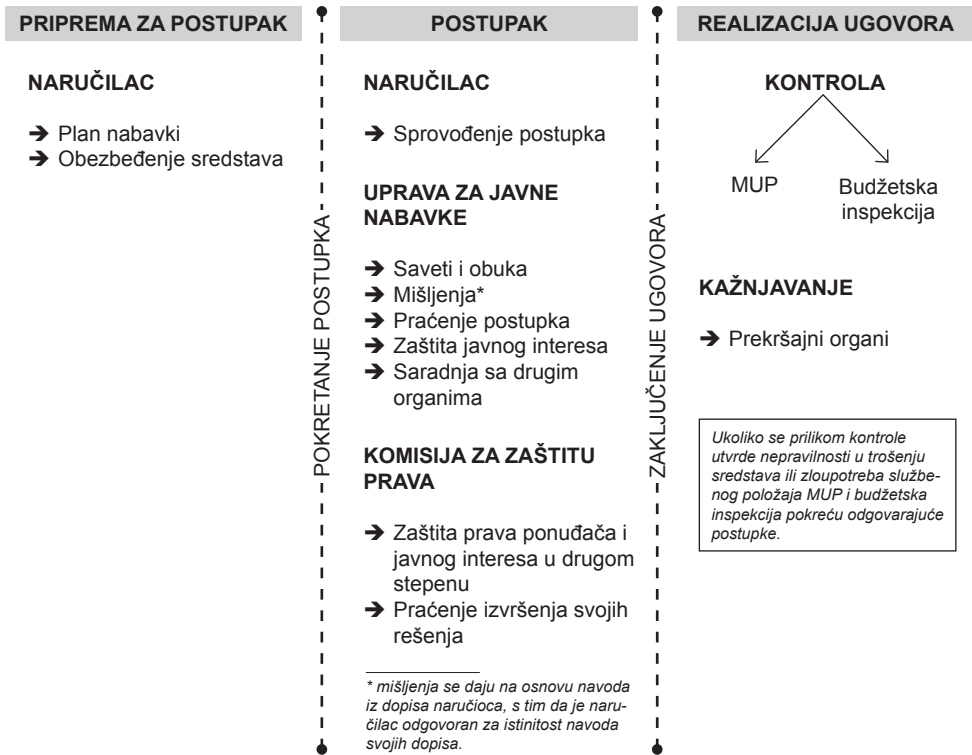 PRIPREMA ZA POSTUPAK
NARUČILAC
➔ Plan nabavki
➔ Obezbeđenje sredstava
POKRETANJE POSTUPKA
POSTUPAK
NARUČILAC
➔ Sprovođenje postupka
UPRAVA ZA JAVNE
NABAVKE
➔ Saveti i obuka
➔ Mišljenja*
➔ Praćenje postupka
➔ Zaštita javnog interesa
➔ Saradnja sa drugim
organima
KOMISIJA ZA ZAŠTITU
PRAVA
➔ Zaštita prava ponuđača i
javnog interesa u drugom
stepenu
➔ Praćenje izvršenja svojih
rešenja
* mišljenja se daju na osnovu navoda
iz dopisa naručioca, s tim da je naru-
čilac odgovoran za istinitost navoda
svojih dopisa.
ZAKLJUČENJE UGOVORA
REALIZACIJA UGOVORA
KONTROLA
MUP
Budžetska
inspekcija
KAŽNJAVANJE
➔ Prekršajni organi
Ukoliko se prilikom kontrole
utvrde nepravilnosti u trošenju
sredstava ili zloupotreba službe-
nog položaja MUP i budžetska
inspekcija pokreću odgovarajuće
postupke.